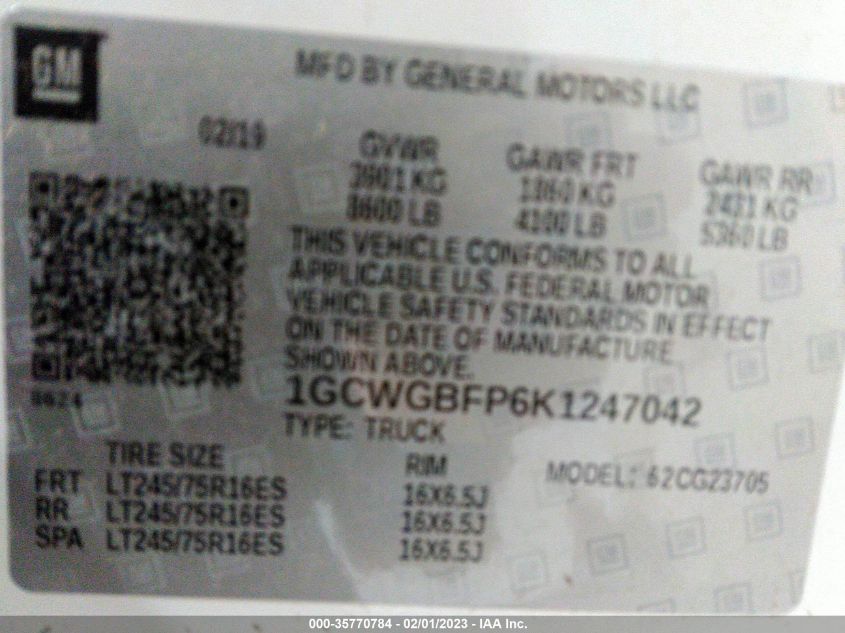 GM
MFD BY GENERAL MOTORS LLC
02/19
GVWR
3901 KG
8600 LB
GAWR FRT
1860 KG
4100 LB
GAWR RR
2431 KG
5360 LB
THIS VEHICLE CONFORMS TO ALL
APPLICABLE U.S. FEDERAL MOTOR
VEHICLE SAFETY STANDARDS IN EFFECT
ON THE DATE OF MANUFACTURE
SHOWN ABOVE.
1GCWGBFP6K1247042
TYPE: TRUCK
TIRE SIZE
RIM
MODEL: 62CG23705
FRT LT245/75R16ES 16X6.5J
RR LT245/75R16ES 16X6.5J
SPA LT245/75R16ES 16X6.5J
000-35770784 - 02/01/2023 - IAA Inc.